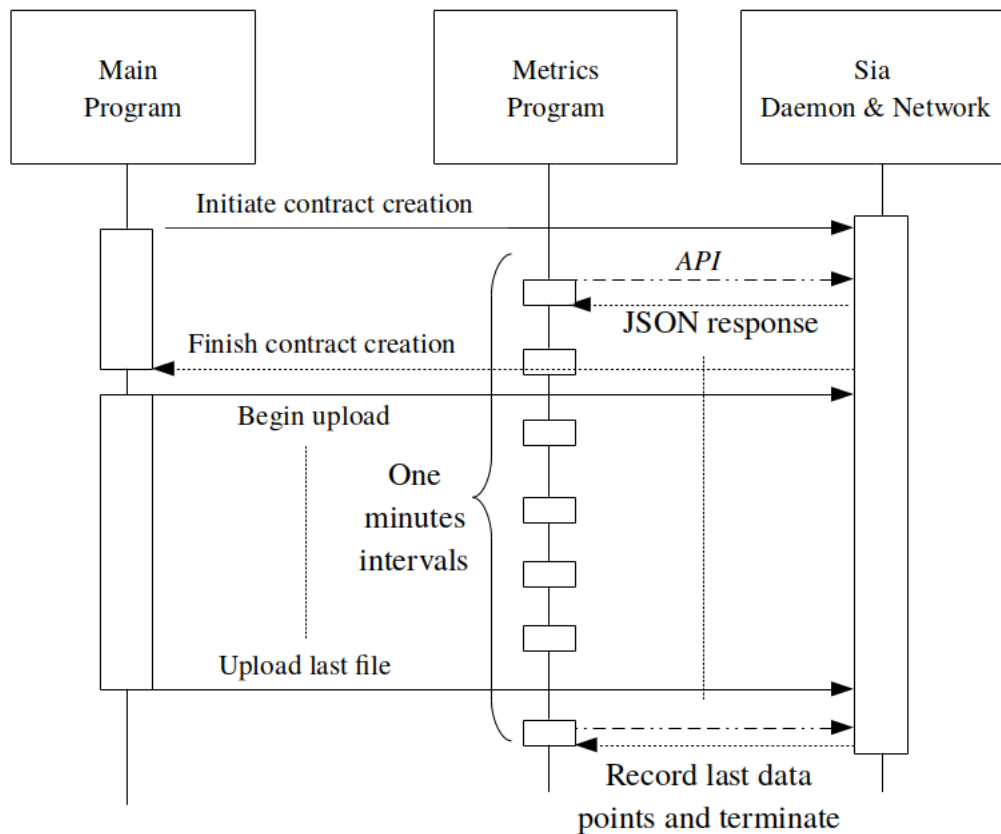 Main
Program
Metrics
Program
Sia
Daemon & Network
Initiate contract creation
API
JSON response
Finish contract creation
Begin upload
One
minutes
intervals
Upload last file
Record last data
points and terminate